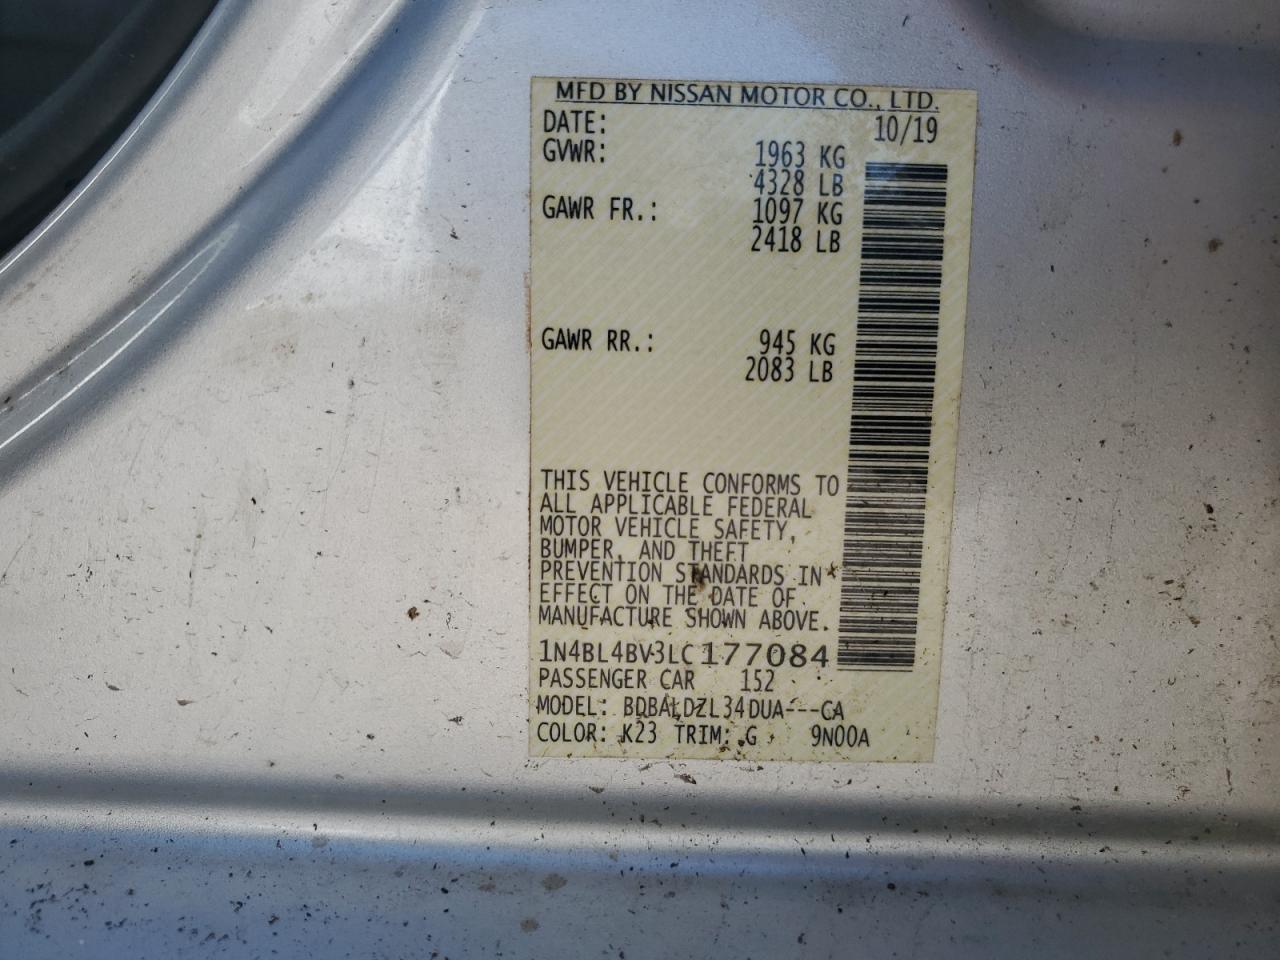 MFD BY NISSAN MOTOR CO., LTD.
DATE: 10/19
GVWR: 1963 KG
4328 LB
GAWR FR.: 1097 KG
2418 LB
GAWR RR.: 945 KG
2083 LB
THIS VEHICLE CONFORMS TO
ALL APPLICABLE FEDERAL
MOTOR VEHICLE SAFETY,
BUMPER, AND THEFT
PREVENTION STANDARDS IN
EFFECT ON THE DATE OF
MANUFACTURE SHOWN ABOVE.
1N4BL4BV3LC177084
PASSENGER CAR 152
MODEL: BDBALDZL34DUA---CA
COLOR: K23 TRIM: G 9N00A